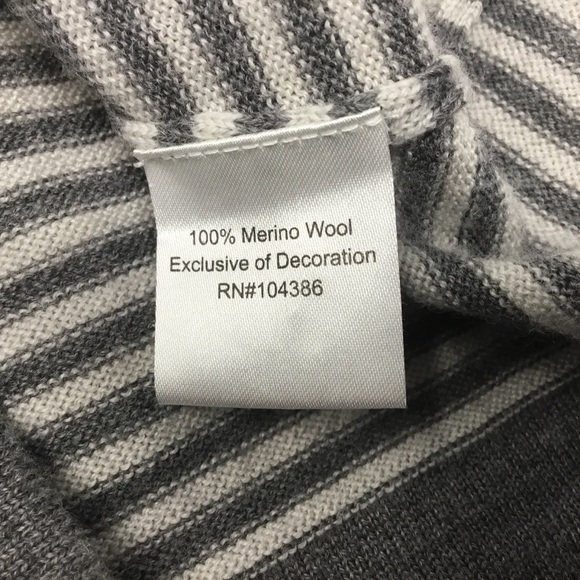 100% Merino Wool
Exclusive of Decoration
RN#104386